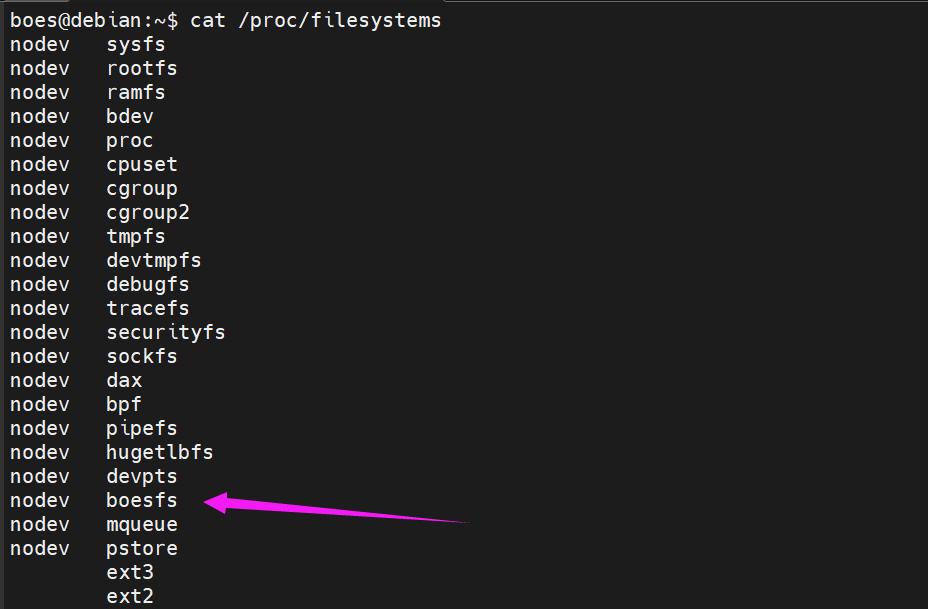 boes@debian:~$ cat /proc/filesystems
nodev   sysfs
nodev   rootfs
nodev   ramfs
nodev   bdev
nodev   proc
nodev   cpuset
nodev   cgroup
nodev   cgroup2
nodev   tmpfs
nodev   devtmpfs
nodev   debugfs
nodev   tracefs
nodev   securityfs
nodev   sockfs
nodev   dax
nodev   bpf
nodev   pipefs
nodev   hugetlbfs
nodev   devpts
nodev   boesfs
nodev   mqueue
nodev   pstore
        ext3
        ext2